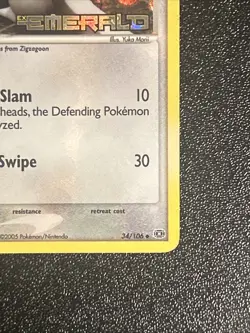 EMERALD
Illus. Yuka Morii
s from Zigzagoon
Slam 10
heads, the Defending Pokémon
yzed.
Swipe 30
resistance retreat cost
©2005 Pokémon/Nintendo 34/106 ◆